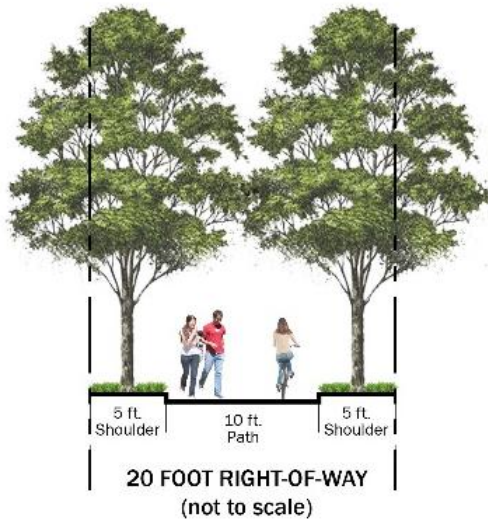 5 ft.
Shoulder
10 ft.
Path
5 ft.
Shoulder
20 FOOT RIGHT-OF-WAY
(not to scale)